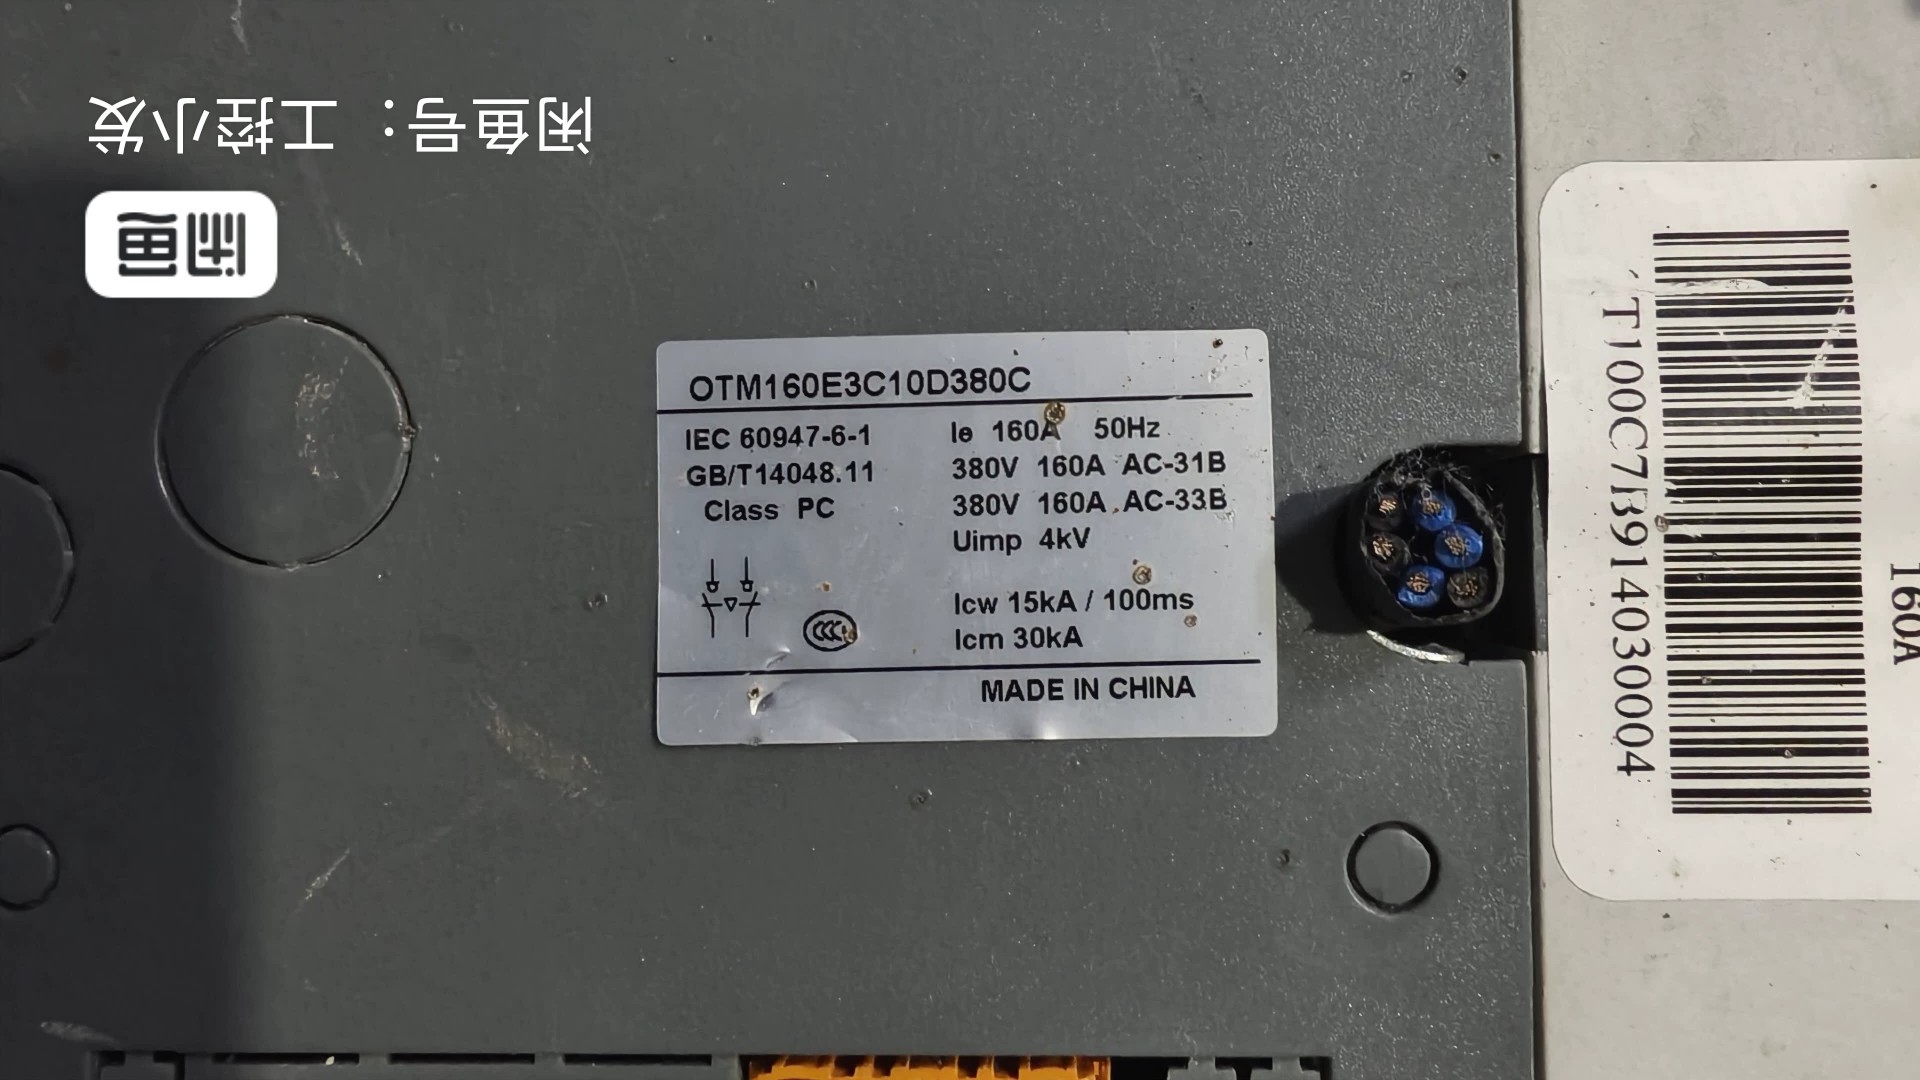 闲鱼号：工控小发
闲鱼
OTM160E3C10D380C
IEC 60947-6-1
GB/T14048.11
Class PC
Ie 160A 50Hz
380V 160A AC-31B
380V 160A AC-33B
Uimp 4kV
Icw 15kA / 100ms
Icm 30kA
CCC
MADE IN CHINA
T100C7B914030004
160A